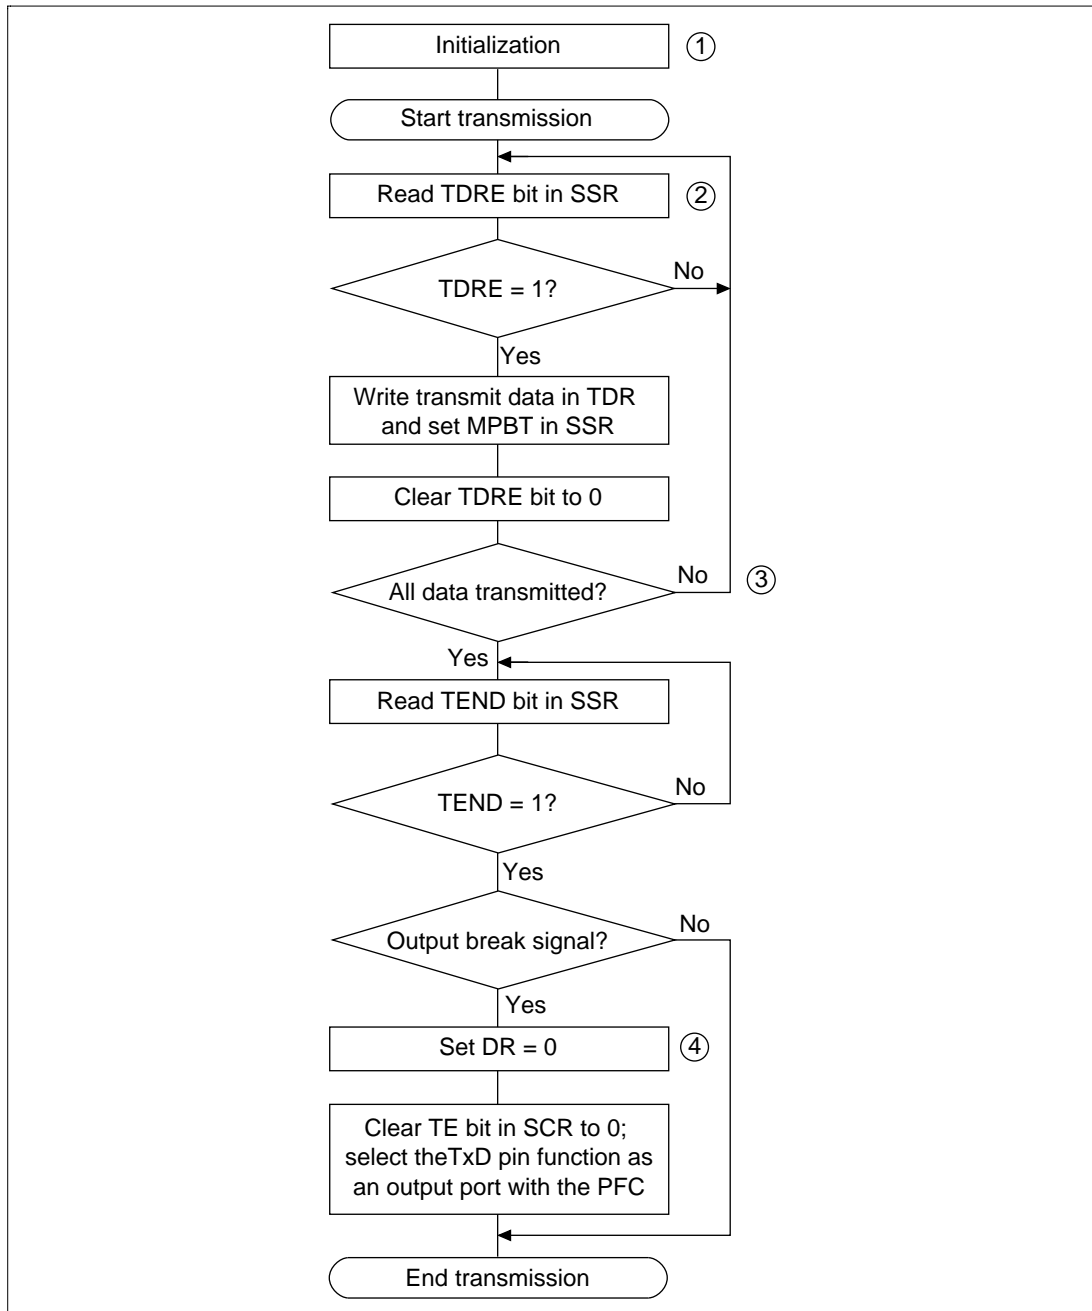 Initialization
①
Start transmission
Read TDRE bit in SSR
②
TDRE = 1?
No
Yes
Write transmit data in TDR
and set MPBT in SSR
Clear TDRE bit to 0
All data transmitted?
No
③
Yes
Read TEND bit in SSR
TEND = 1?
No
Yes
Output break signal?
No
Yes
Set DR = 0
④
Clear TE bit in SCR to 0;
select theTxD pin function as
an output port with the PFC
End transmission